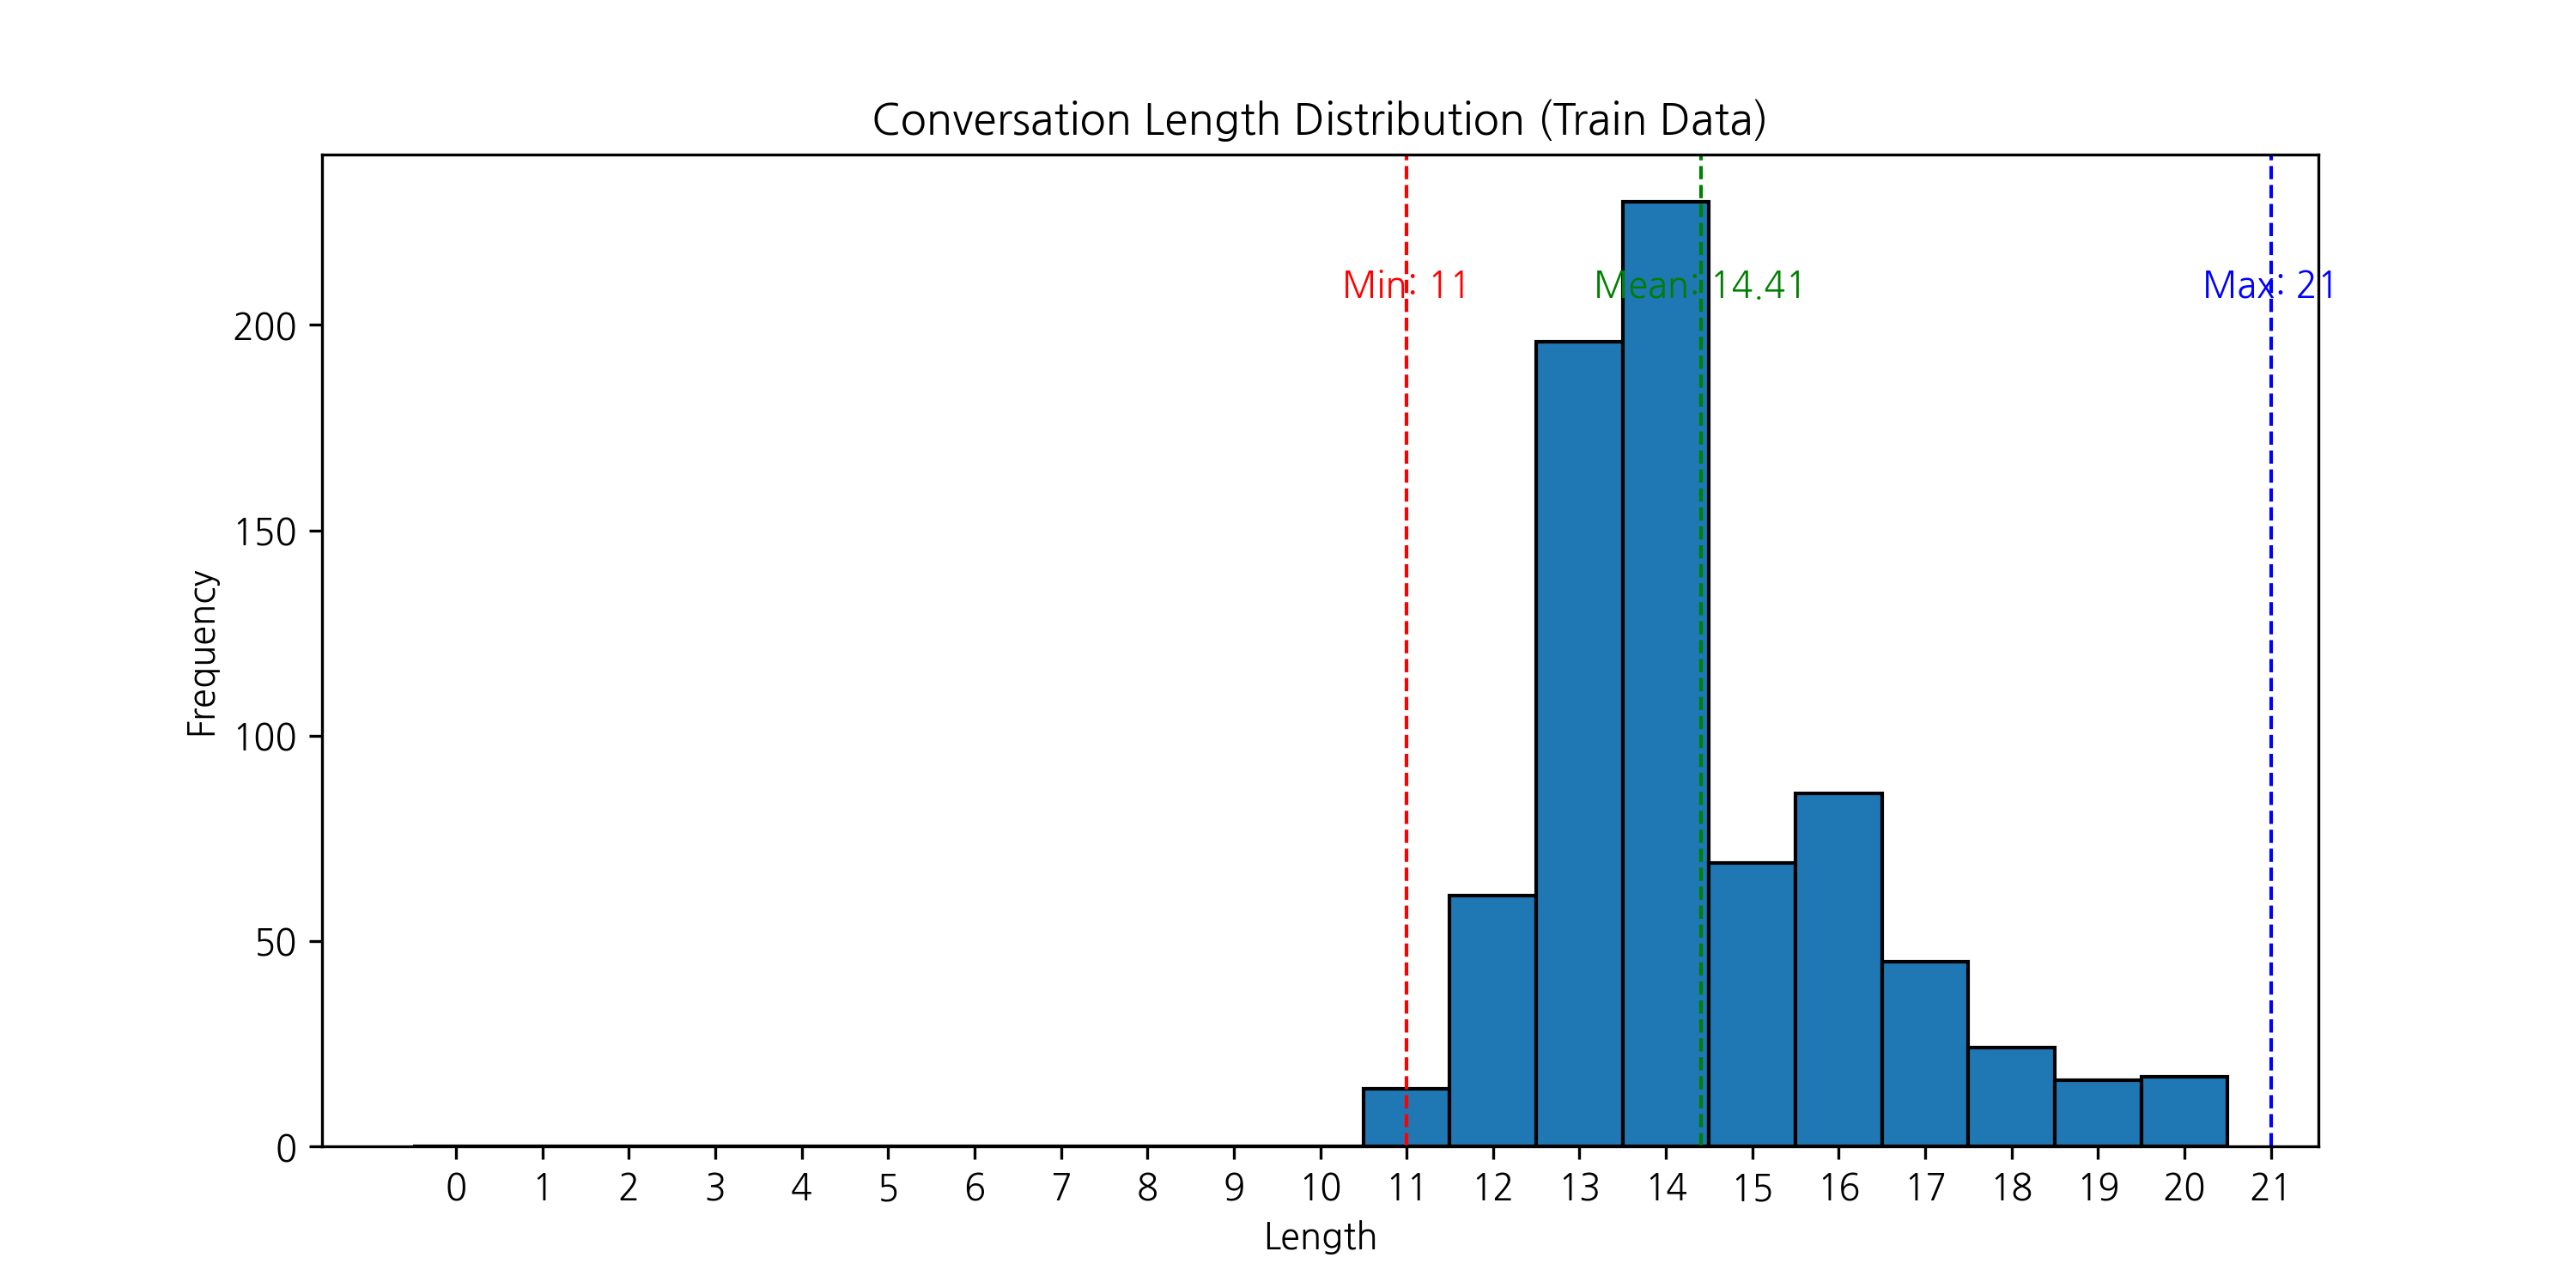 Conversation Length Distribution (Train Data)
Min: 11
Mean: 14.41
Max: 21
Frequency
200
150
100
50
0
0 1 2 3 4 5 6 7 8 9 10 11 12 13 14 15 16 17 18 19 20 21
Length